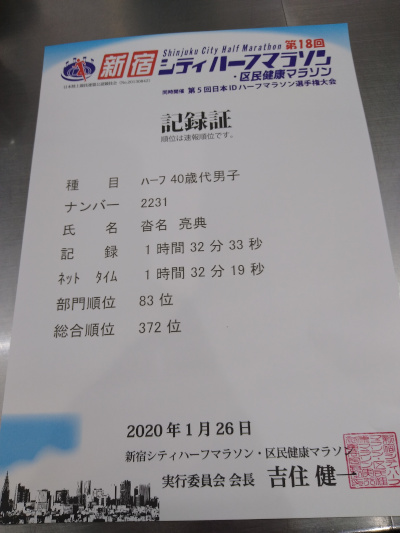 Shinjuku City Half Marathon 第18回
新宿シティハーフマラソン
・区民健康マラソン
同時開催 第5回日本IDハーフマラソン選手権大会
記録証
順位は速報順位です。
種目 ハーフ 40歳代男子
ナンバー 2231
氏名 沓名 亮典
記録 1時間32分33秒
ネット タイム 1時間32分19秒
部門順位 83位
総合順位 372位
2020年1月26日
新宿シティハーフマラソン・区民健康マラソン
実行委員会 会長 吉住 健一